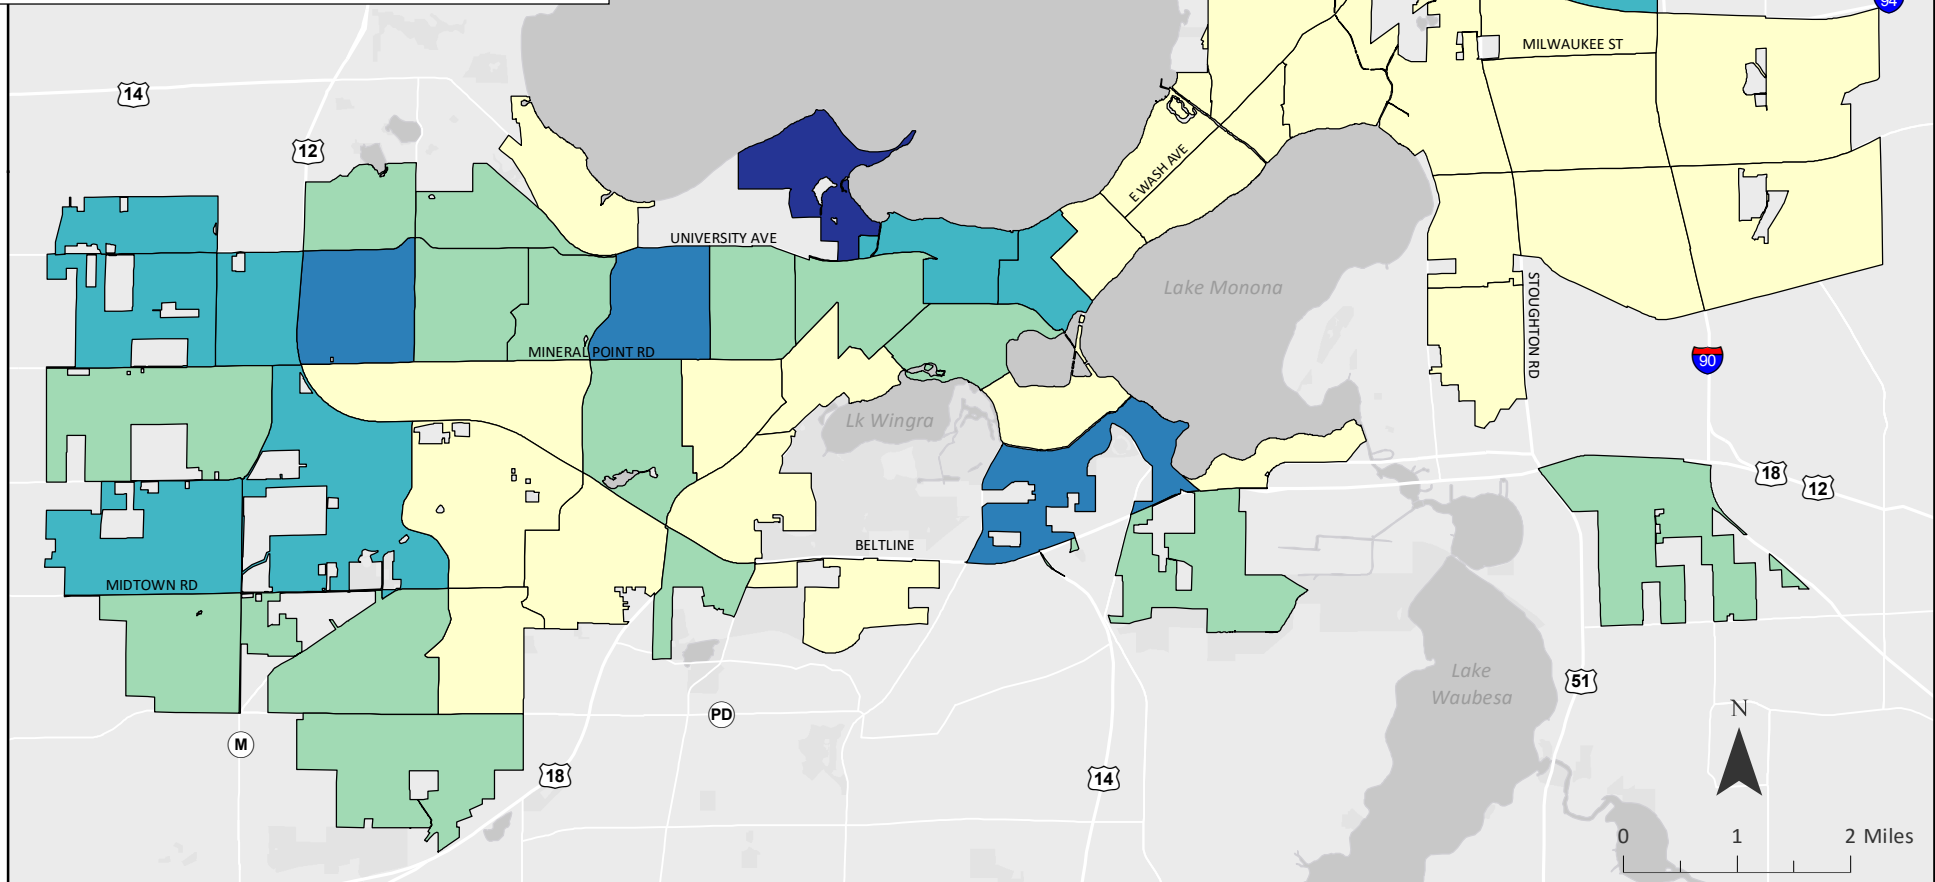 94
MILWAUKEE ST
14
12
E WASH AVE
UNIVERSITY AVE
Lake Monona
STOUGHTON RD
MINERAL POINT RD
90
Lk Wingra
18
12
BELTLINE
MIDTOWN RD
Lake
Waubesa
51
PD
N
M
18
14
0 1 2 Miles